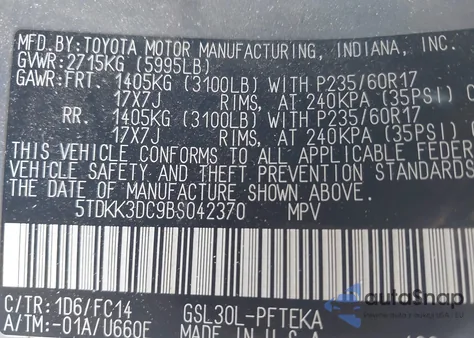 MFD. BY: TOYOTA MOTOR MANUFACTURING, INDIANA, INC.
GVWR: 2715KG (5995LB)
GAWR: FRT. 1405KG (3100LB) WITH P235/60R17
17X7J RIMS, AT 240KPA (35PSI)
RR. 1405KG (3100LB) WITH P235/60R17
17X7J RIMS, AT 240KPA (35PSI)
THIS VEHICLE CONFORMS TO ALL APPLICABLE FEDER
VEHICLE SAFETY AND THEFT PREVENTION STANDARDS
THE DATE OF MANUFACTURE SHOWN ABOVE.
5TDKK3DC9BS042370 MPV
C/TR: 1D6/FC14 GSL30L-PFTEKA
A/TM: -01A/U660E MADE IN U.S.A
autoSnap